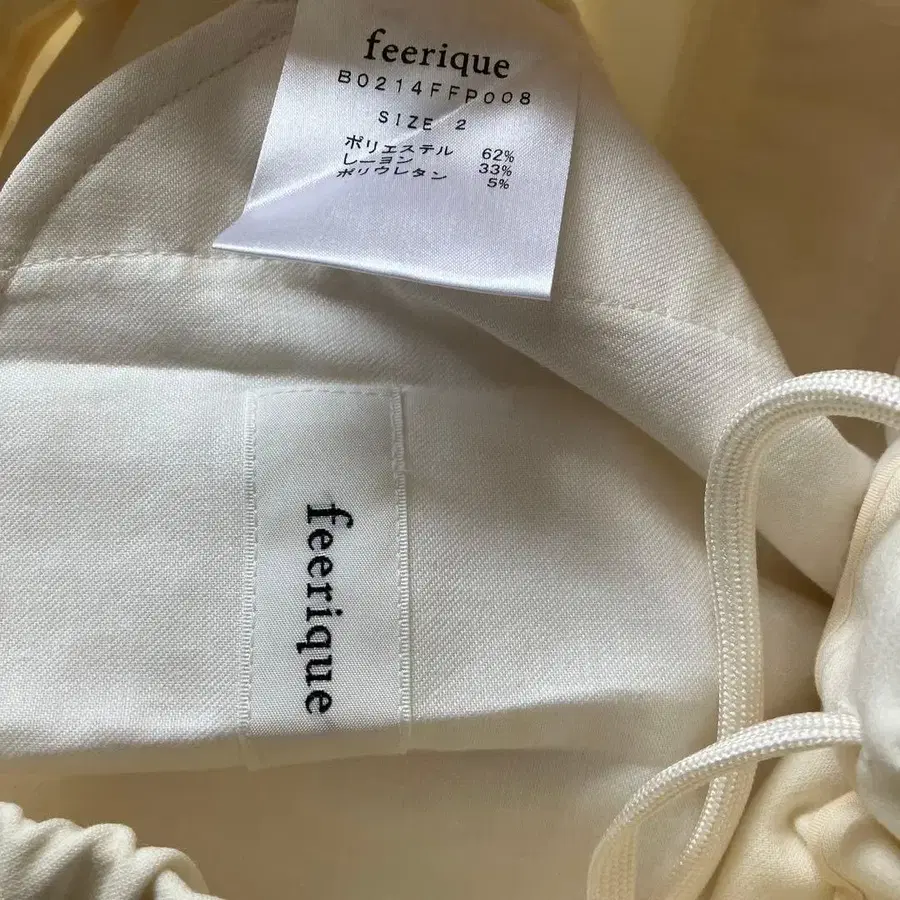 feerique
B0214FFP008
SIZE 2
ポリエステル 62%
レーヨン 33%
ポリウレタン 5%
feerique